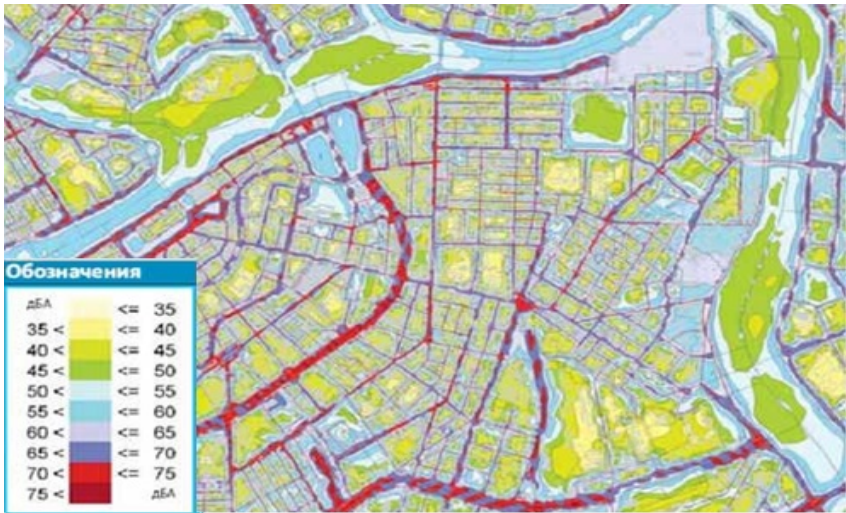 Обозначения
дБА
<= 35
35 < <= 40
40 < <= 45
45 < <= 50
50 < <= 55
55 < <= 60
60 < <= 65
65 < <= 70
70 < <= 75
75 < дБА